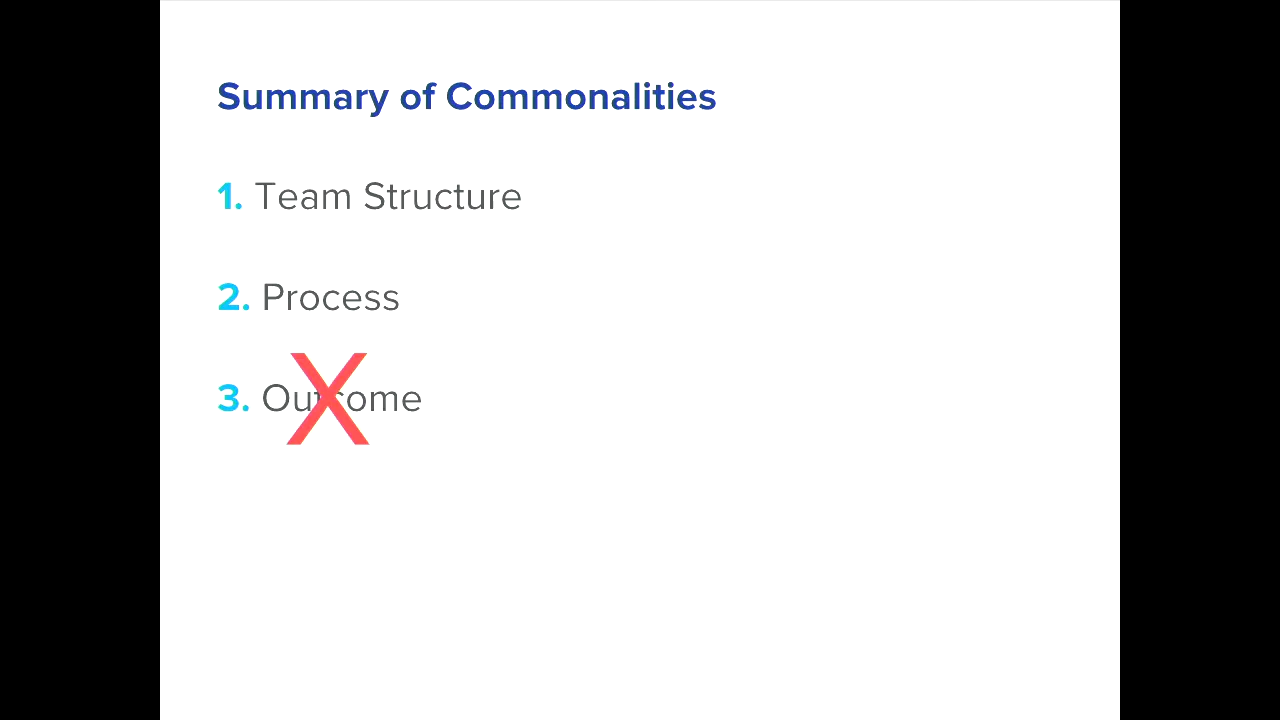 Summary of Commonalities
1. Team Structure
2. Process
3. Outcome
X